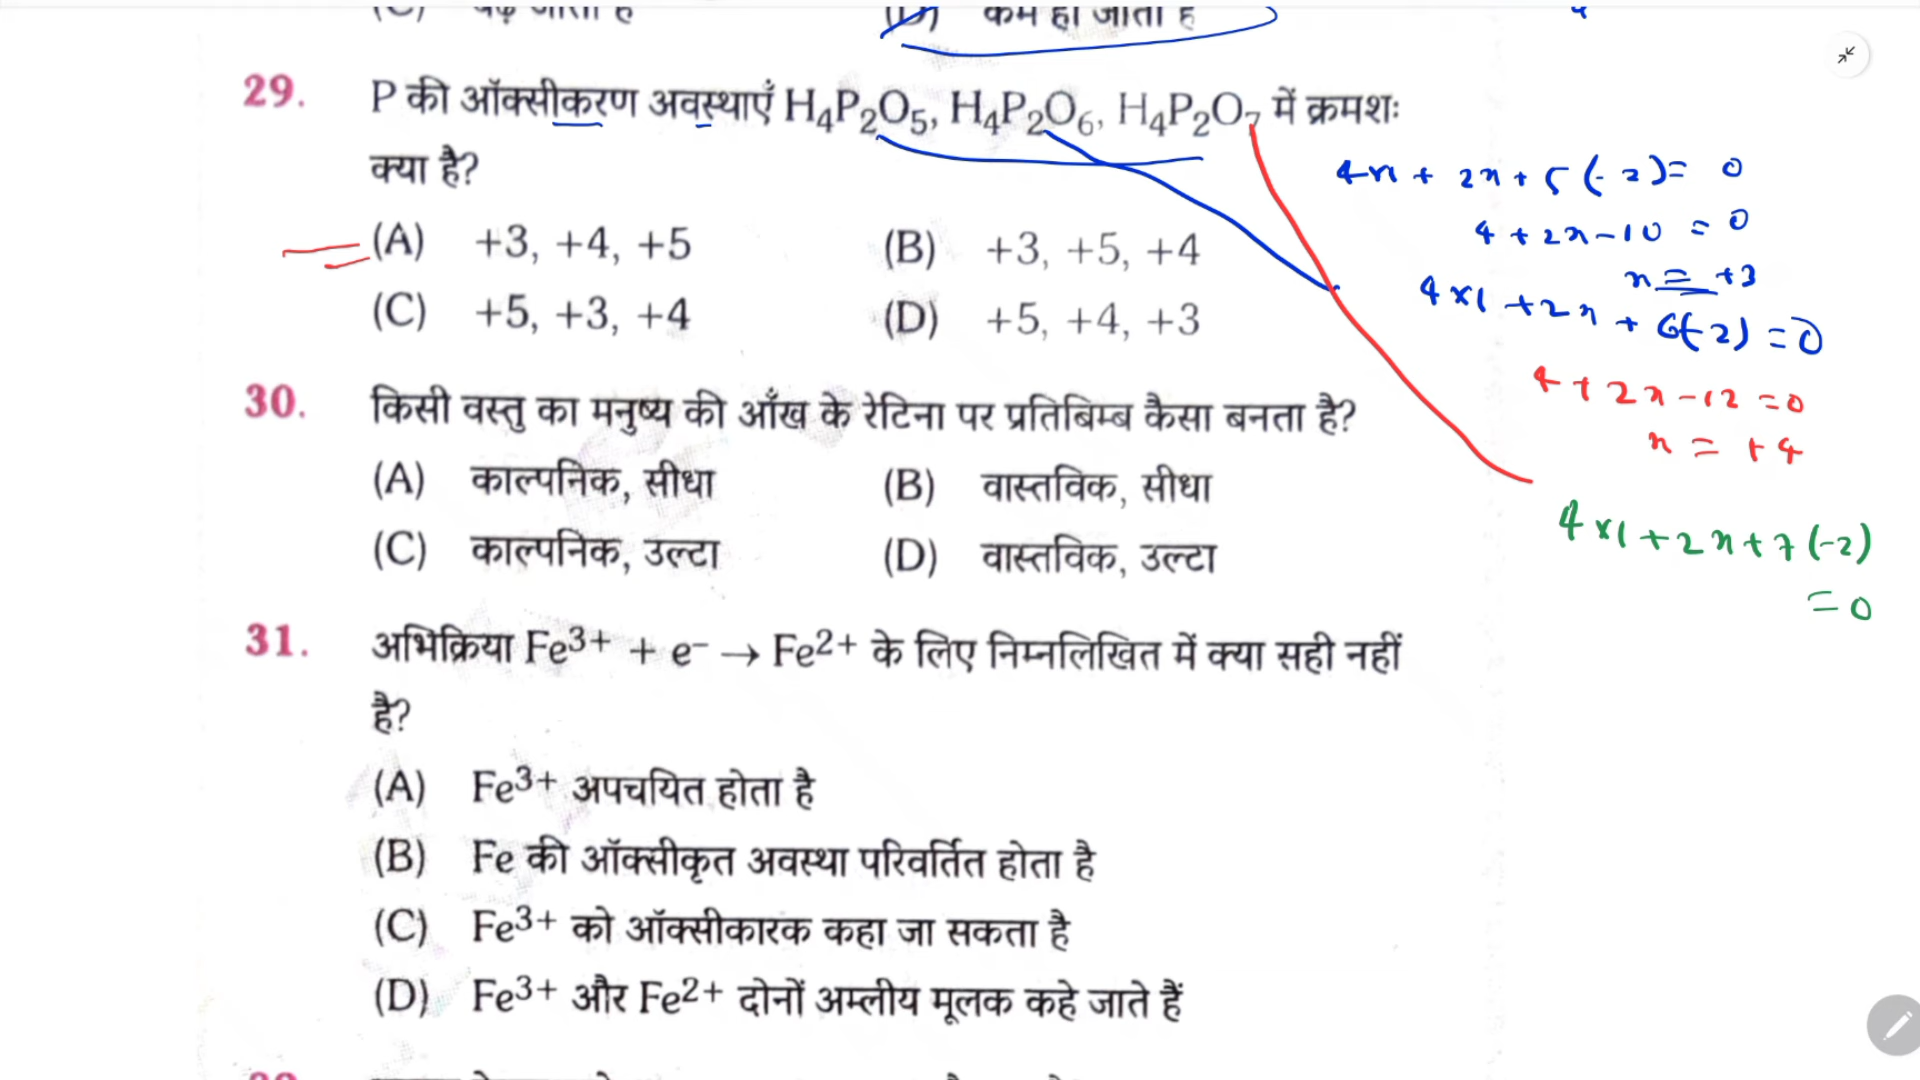 29. P की ऑक्सीकरण अवस्थाएँ H₄P₂O₅, H₄P₂O₆, H₄P₂O₇ में क्रमशः
क्या है?
(A) +3, +4, +5 (B) +3, +5, +4
(C) +5, +3, +4 (D) +5, +4, +3
4x1 + 2x + 5(-2) = 0
4 + 2x - 10 = 0
x = +3
4x1 + 2x + 6(-2) = 0
4 + 2x - 12 = 0
x = +4
4x1 + 2x + 7(-2)
= 0
30. किसी वस्तु का मनुष्य की आँख के रेटिना पर प्रतिबिम्ब कैसा बनता है?
(A) काल्पनिक, सीधा (B) वास्तविक, सीधा
(C) काल्पनिक, उल्टा (D) वास्तविक, उल्टा
31. अभिक्रिया Fe³⁺ + e⁻ → Fe²⁺ के लिए निम्नलिखित में क्या सही नहीं
है?
(A) Fe³⁺ अपचयित होता है
(B) Fe की ऑक्सीकृत अवस्था परिवर्तित होता है
(C) Fe³⁺ को ऑक्सीकारक कहा जा सकता है
(D) Fe³⁺ और Fe²⁺ दोनों अम्लीय मूलक कहे जाते हैं